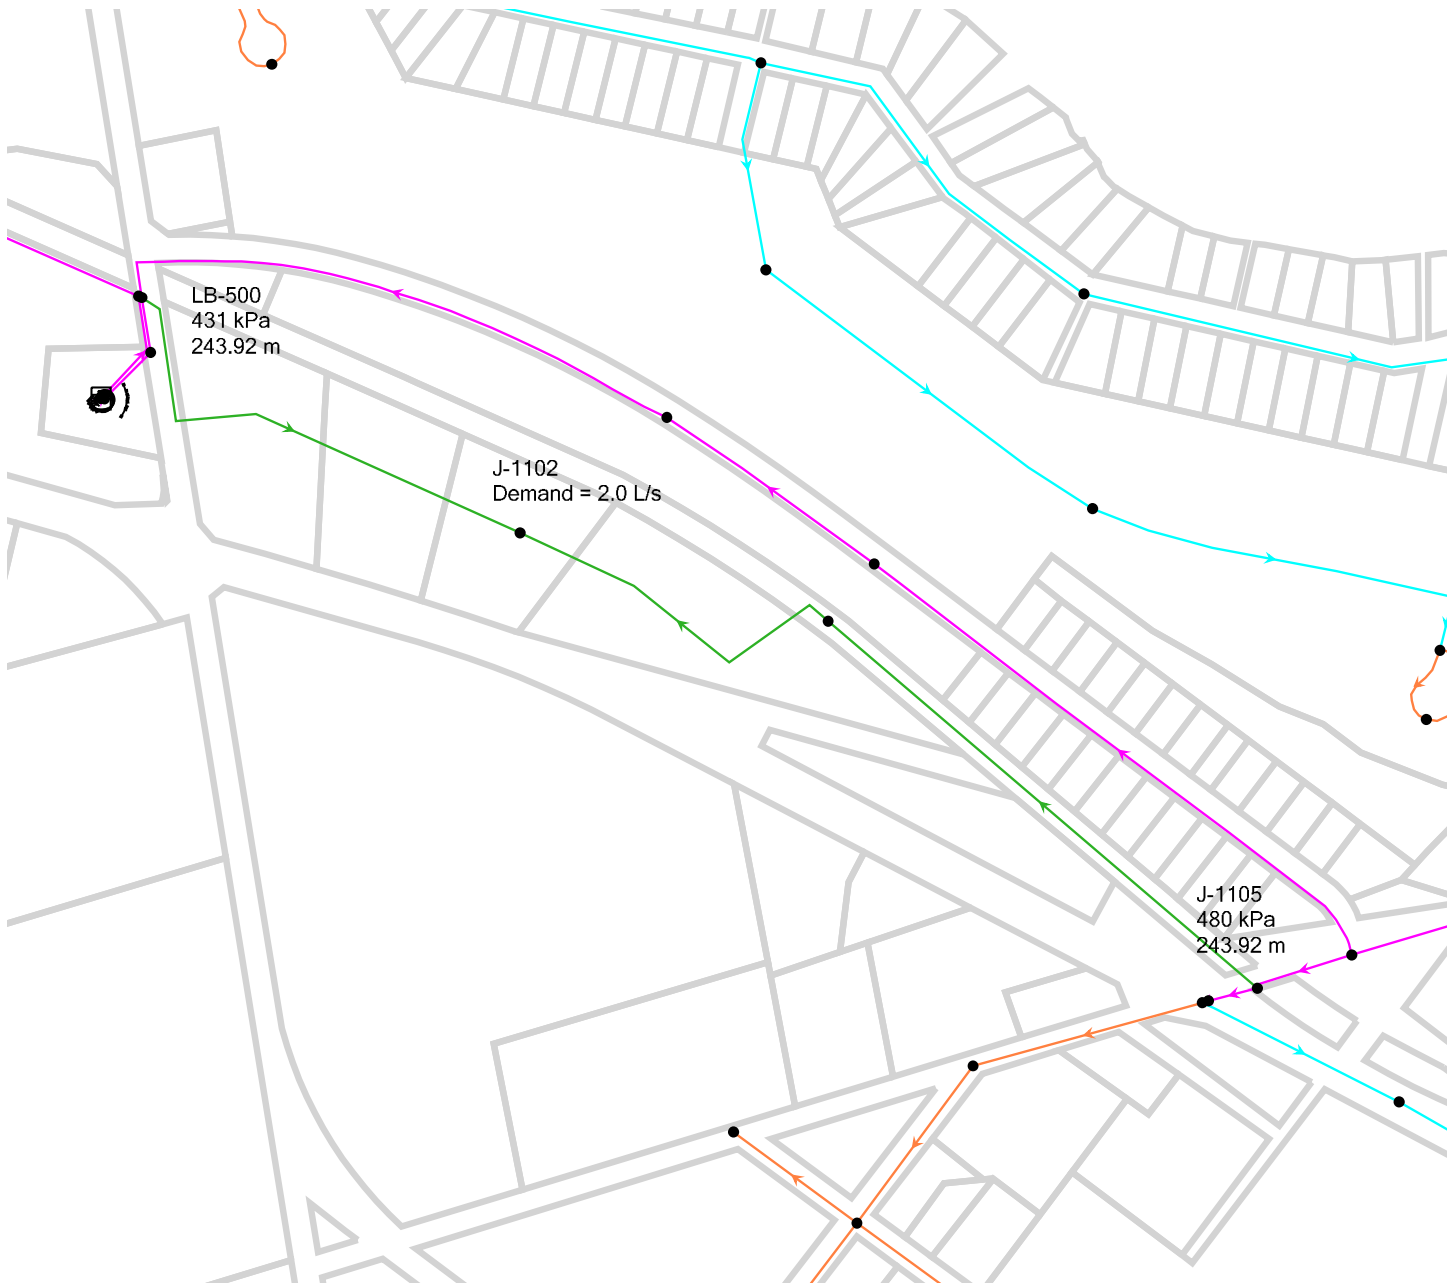 LB-500
431 kPa
243.92 m
J-1102
Demand = 2.0 L/s
J-1105
480 kPa
243.92 m